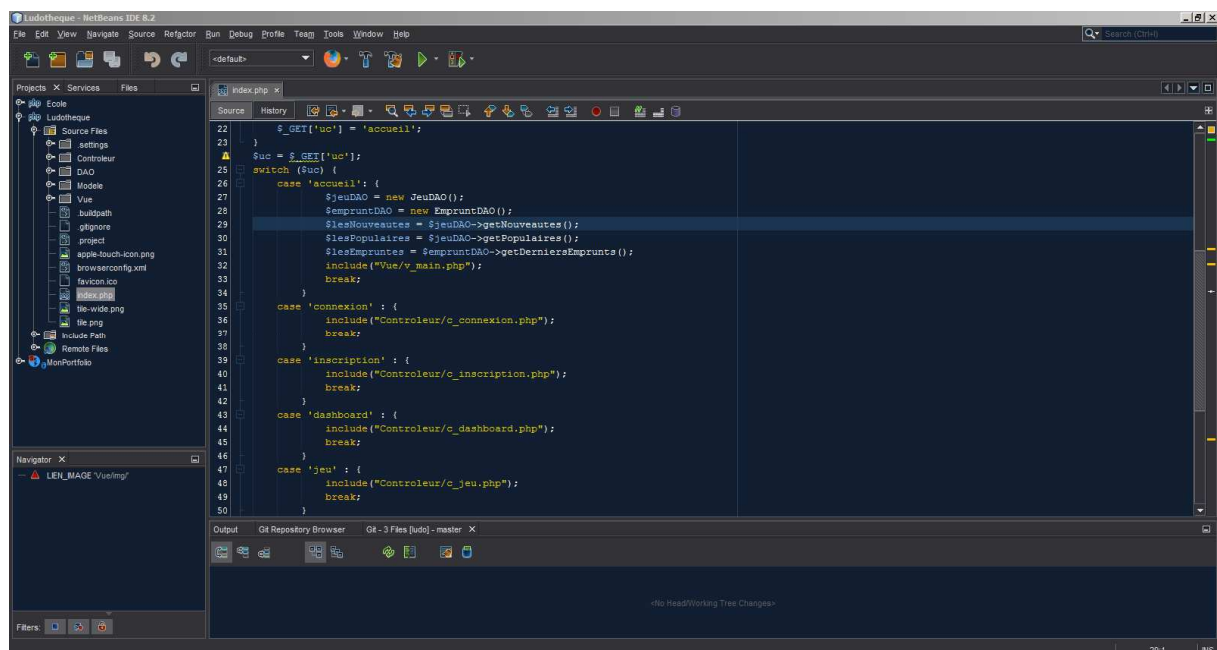 Ludotheque - NetBeans IDE 8.2
File Edit View Navigate Source Refactor Run Debug Profile Team Tools Window Help
Search (Ctrl+I)
<default>
Projects X Services Files
index.php x
Ecole
Source History
Ludotheque
Source Files
.settings
Controleur
DAO
Modele
Vue
.buildpath
.gitignore
.project
apple-touch-icon.png
browserconfig.xml
favicon.ico
index.php
tile-wide.png
tile.png
Include Path
Remote Files
MonPortfolio
22 $_GET['uc'] = 'accueil';
23 }
$uc = $_GET['uc'];
25 switch ($uc) {
26 case 'accueil': {
27 $jeuDAO = new JeuDAO();
28 $empruntDAO = new EmpruntDAO();
29 $lesNouveautes = $jeuDAO->getNouveautes();
30 $lesPopulaires = $jeuDAO->getPopulaires();
31 $lesEmpruntes = $empruntDAO->getDerniersEmprunts();
32 include("Vue/v_main.php");
33 break;
34 }
35 case 'connexion' : {
36 include("Controleur/c_connexion.php");
37 break;
38 }
39 case 'inscription' : {
40 include("Controleur/c_inscription.php");
41 break;
42 }
43 case 'dashboard' : {
44 include("Controleur/c_dashboard.php");
45 break;
46 }
47 case 'jeu' : {
48 include("Controleur/c_jeu.php");
49 break;
50 }
Navigator X
LIEN_IMAGE 'Vue/img/'
Filters:
Output Git Repository Browser Git - 3 Files [ludo] - master X
<No Head/Working Tree Changes>